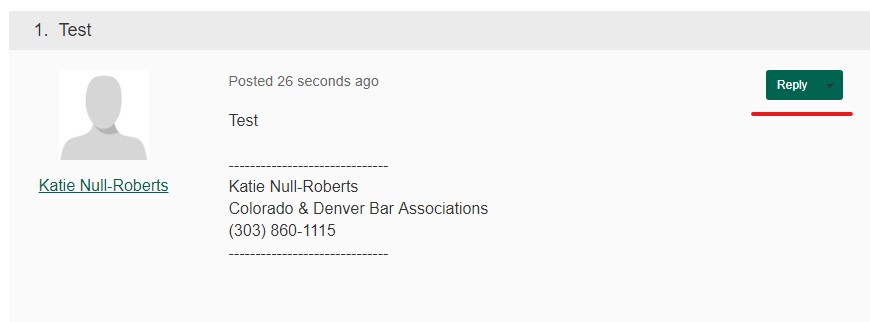 1. Test
Posted 26 seconds ago
Reply
Test
------------------------------
Katie Null-Roberts
Katie Null-Roberts
Colorado & Denver Bar Associations
(303) 860-1115
------------------------------